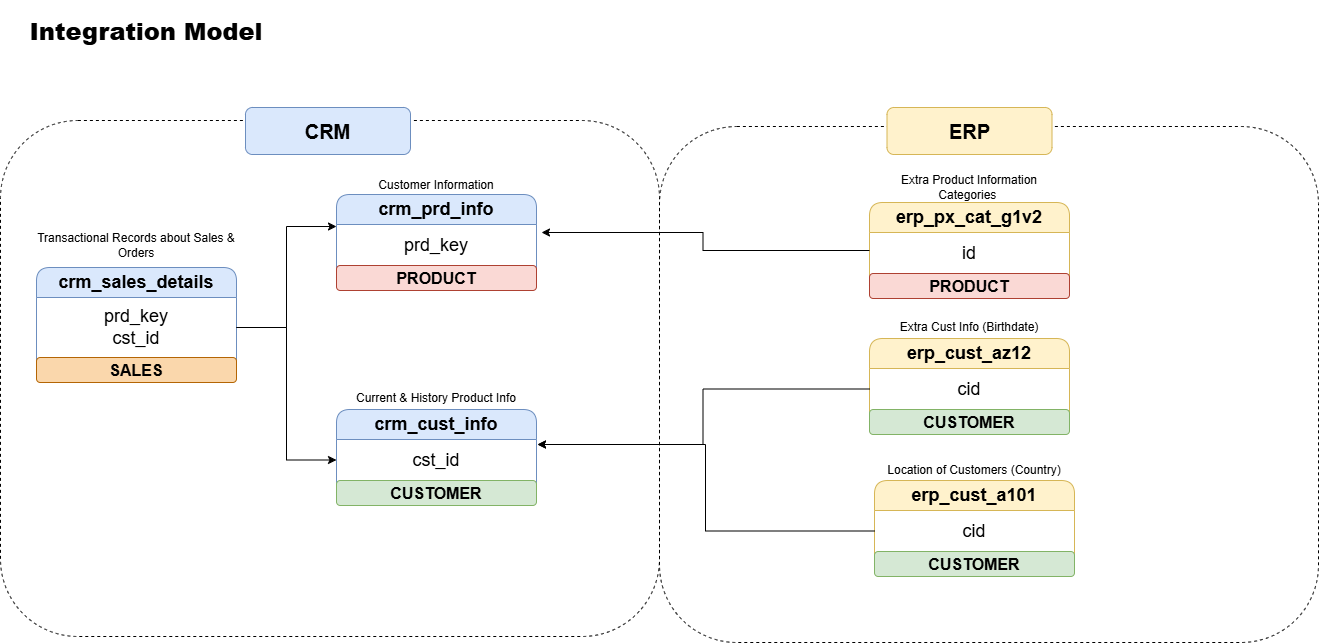 Integration Model
CRM
Customer Information
crm_prd_info
prd_key
PRODUCT
Transactional Records about Sales &
Orders
crm_sales_details
prd_key
cst_id
SALES
Current & History Product Info
crm_cust_info
cst_id
CUSTOMER
ERP
Extra Product Information
Categories
erp_px_cat_g1v2
id
PRODUCT
Extra Cust Info (Birthdate)
erp_cust_az12
cid
CUSTOMER
Location of Customers (Country)
erp_cust_a101
cid
CUSTOMER